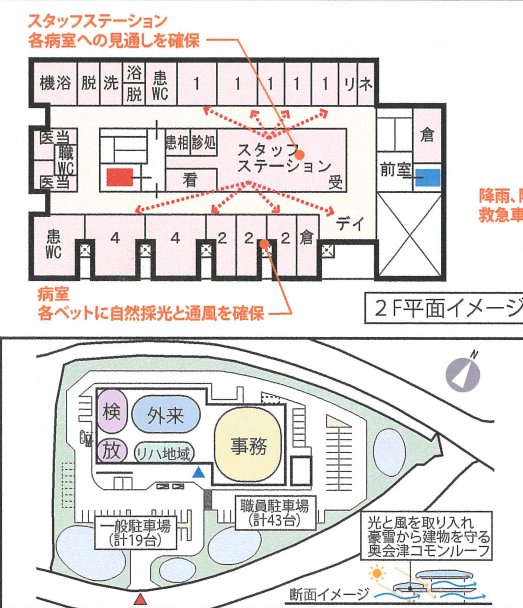 スタッフステーション
各病室への見通しを確保
機浴 脱 洗 浴 脱 患WC 1 1 1 1 1 リネ
医当 職WC 医当
患相 診処
スタッフ
ステーション
看 受
倉
前室
降雨、
救急車
患WC 4 4 2 2 2 倉 デイ
病室
各ベットに自然採光と通風を確保
2F平面イメージ
N
検 外来
放 リハ地域 事務
一般駐車場
(計19台)
職員駐車場
(計43台)
光と風を取り入れ
豪雪から建物を守る
奥会津コモンルーフ
断面イメージ